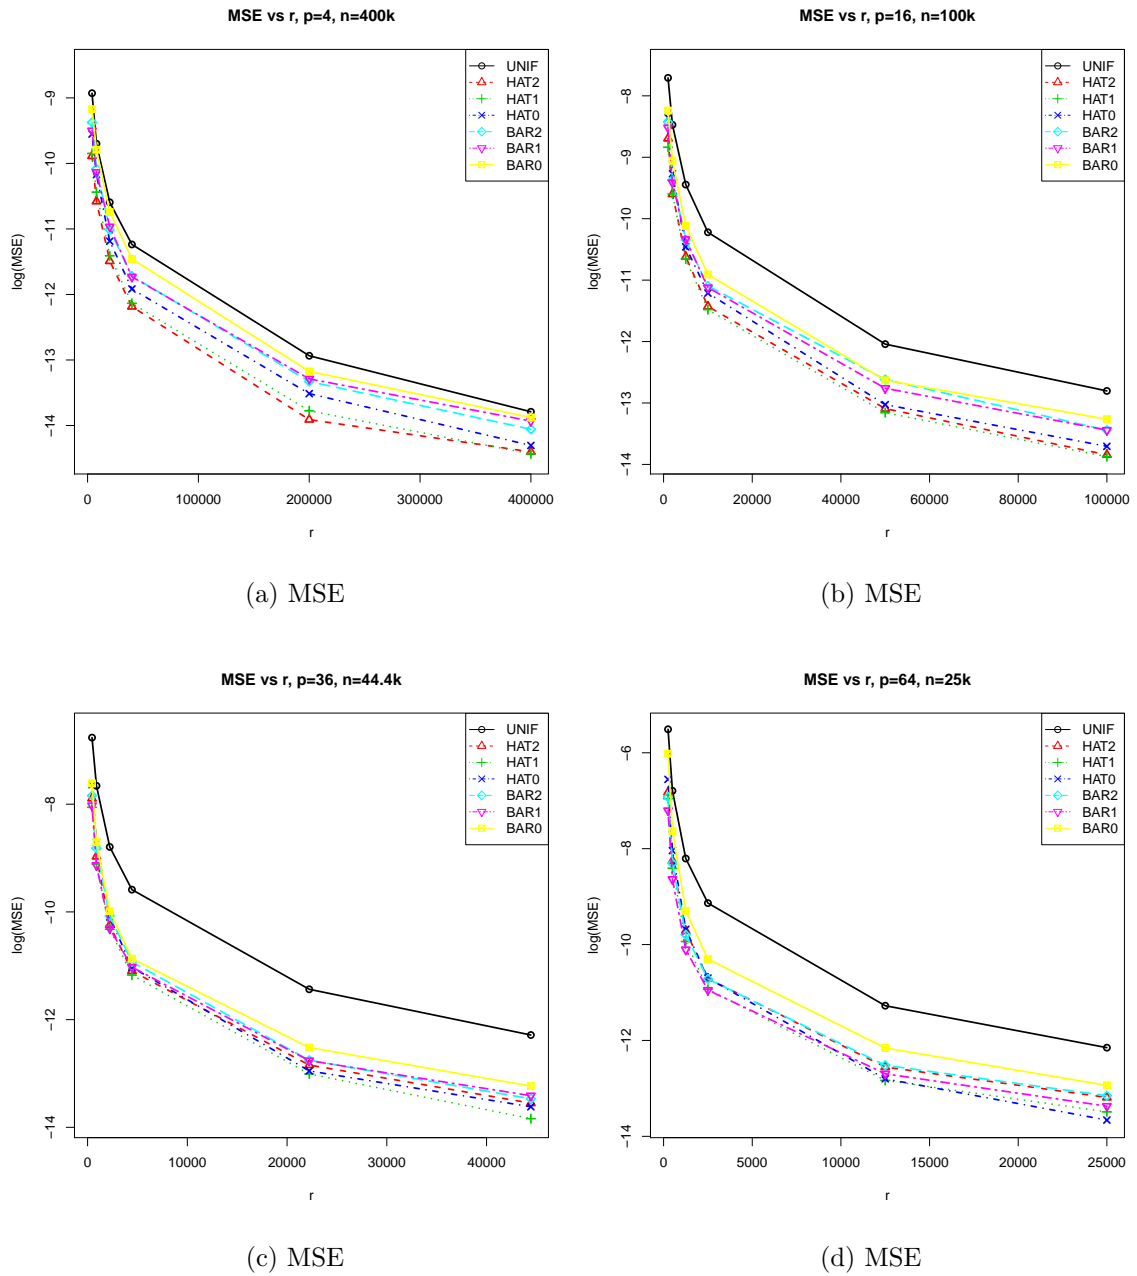 MSE vs r, p=4, n=400k
MSE vs r, p=16, n=100k
UNIF
HAT2
HAT1
HAT0
BAR2
BAR1
BAR0
UNIF
HAT2
HAT1
HAT0
BAR2
BAR1
BAR0
log(MSE)
−9
−10
−11
−12
−13
−14
log(MSE)
−8
−9
−10
−11
−12
−13
−14
0 100000 200000 300000 400000
0 20000 40000 60000 80000 100000
r
r
(a) MSE
(b) MSE
MSE vs r, p=36, n=44.4k
MSE vs r, p=64, n=25k
UNIF
HAT2
HAT1
HAT0
BAR2
BAR1
BAR0
UNIF
HAT2
HAT1
HAT0
BAR2
BAR1
BAR0
log(MSE)
−8
−10
−12
−14
log(MSE)
−6
−8
−10
−12
−14
0 10000 20000 30000 40000
0 5000 10000 15000 20000 25000
r
r
(c) MSE
(d) MSE